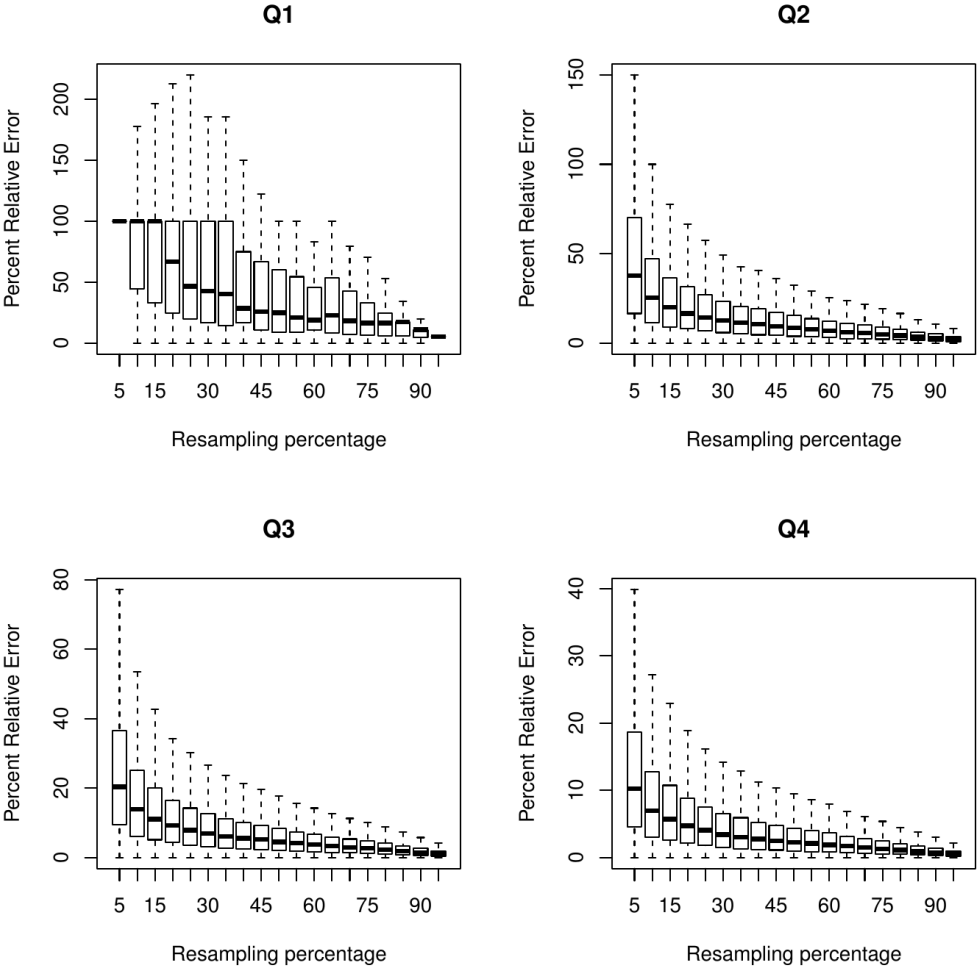 Q1
Percent Relative Error
0 50 100 150 200
5 15 30 45 60 75 90
Resampling percentage
Q2
Percent Relative Error
0 50 100 150
5 15 30 45 60 75 90
Resampling percentage
Q3
Percent Relative Error
0 20 40 60 80
5 15 30 45 60 75 90
Resampling percentage
Q4
Percent Relative Error
0 10 20 30 40
5 15 30 45 60 75 90
Resampling percentage